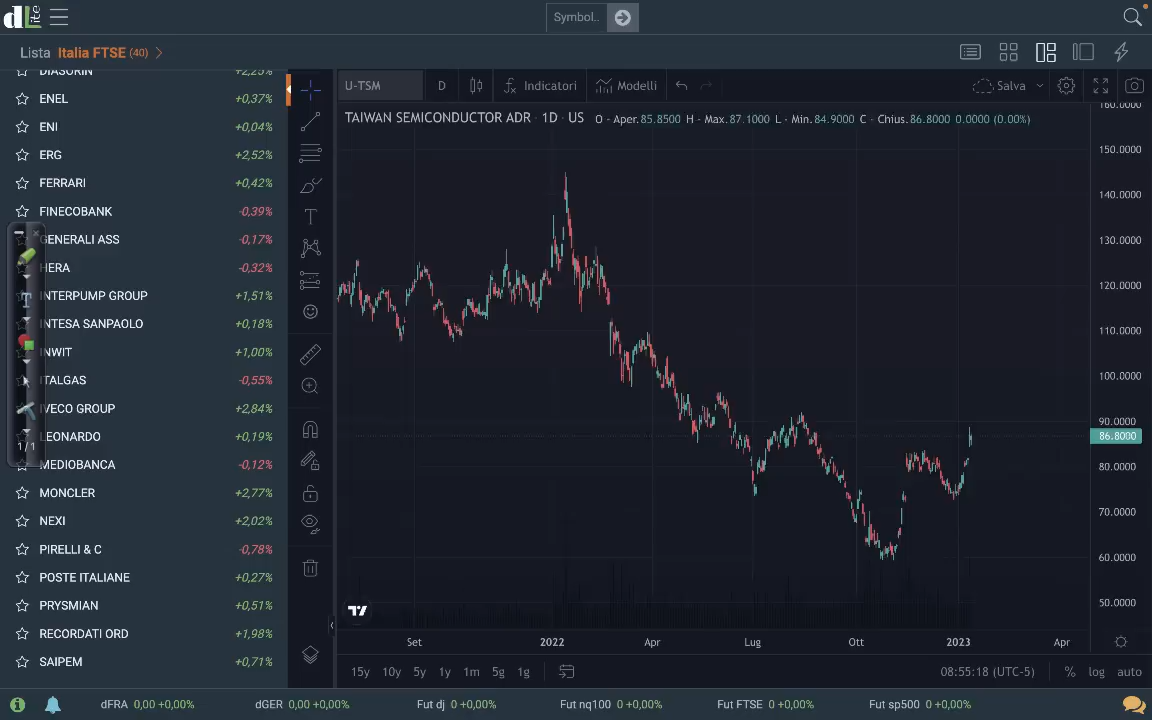 dLite
Symbol..
Lista Italia FTSE (40)
DIASORIN +2,25%
ENEL +0,37%
ENI +0,04%
ERG +2,52%
FERRARI +0,42%
FINECOBANK -0,39%
GENERALI ASS -0,17%
HERA -0,32%
INTERPUMP GROUP +1,51%
INTESA SANPAOLO +0,18%
INWIT +1,00%
ITALGAS -0,55%
IVECO GROUP +2,84%
LEONARDO +0,19%
1/1
MEDIOBANCA -0,12%
MONCLER +2,77%
NEXI +2,02%
PIRELLI & C -0,78%
POSTE ITALIANE +0,27%
PRYSMIAN +0,51%
RECORDATI ORD +1,98%
SAIPEM +0,71%
U-TSM D Indicatori Modelli Salva
TAIWAN SEMICONDUCTOR ADR · 1D · US O - Aper.85.8500 H - Max.87.1000 L - Min.84.9000 C - Chius.86.8000 0.0000 (0.00%)
160.0000
150.0000
140.0000
130.0000
120.0000
110.0000
100.0000
90.0000
86.8000
80.0000
70.0000
60.0000
50.0000
Set 2022 Apr Lug Ott 2023 Apr
15y 10y 5y 1y 1m 5g 1g 08:55:18 (UTC-5) % log auto
dFRA 0,00 +0,00% dGER 0,00 +0,00% Fut dj 0 +0,00% Fut nq100 0 +0,00% Fut FTSE 0 +0,00% Fut sp500 0 +0,00%